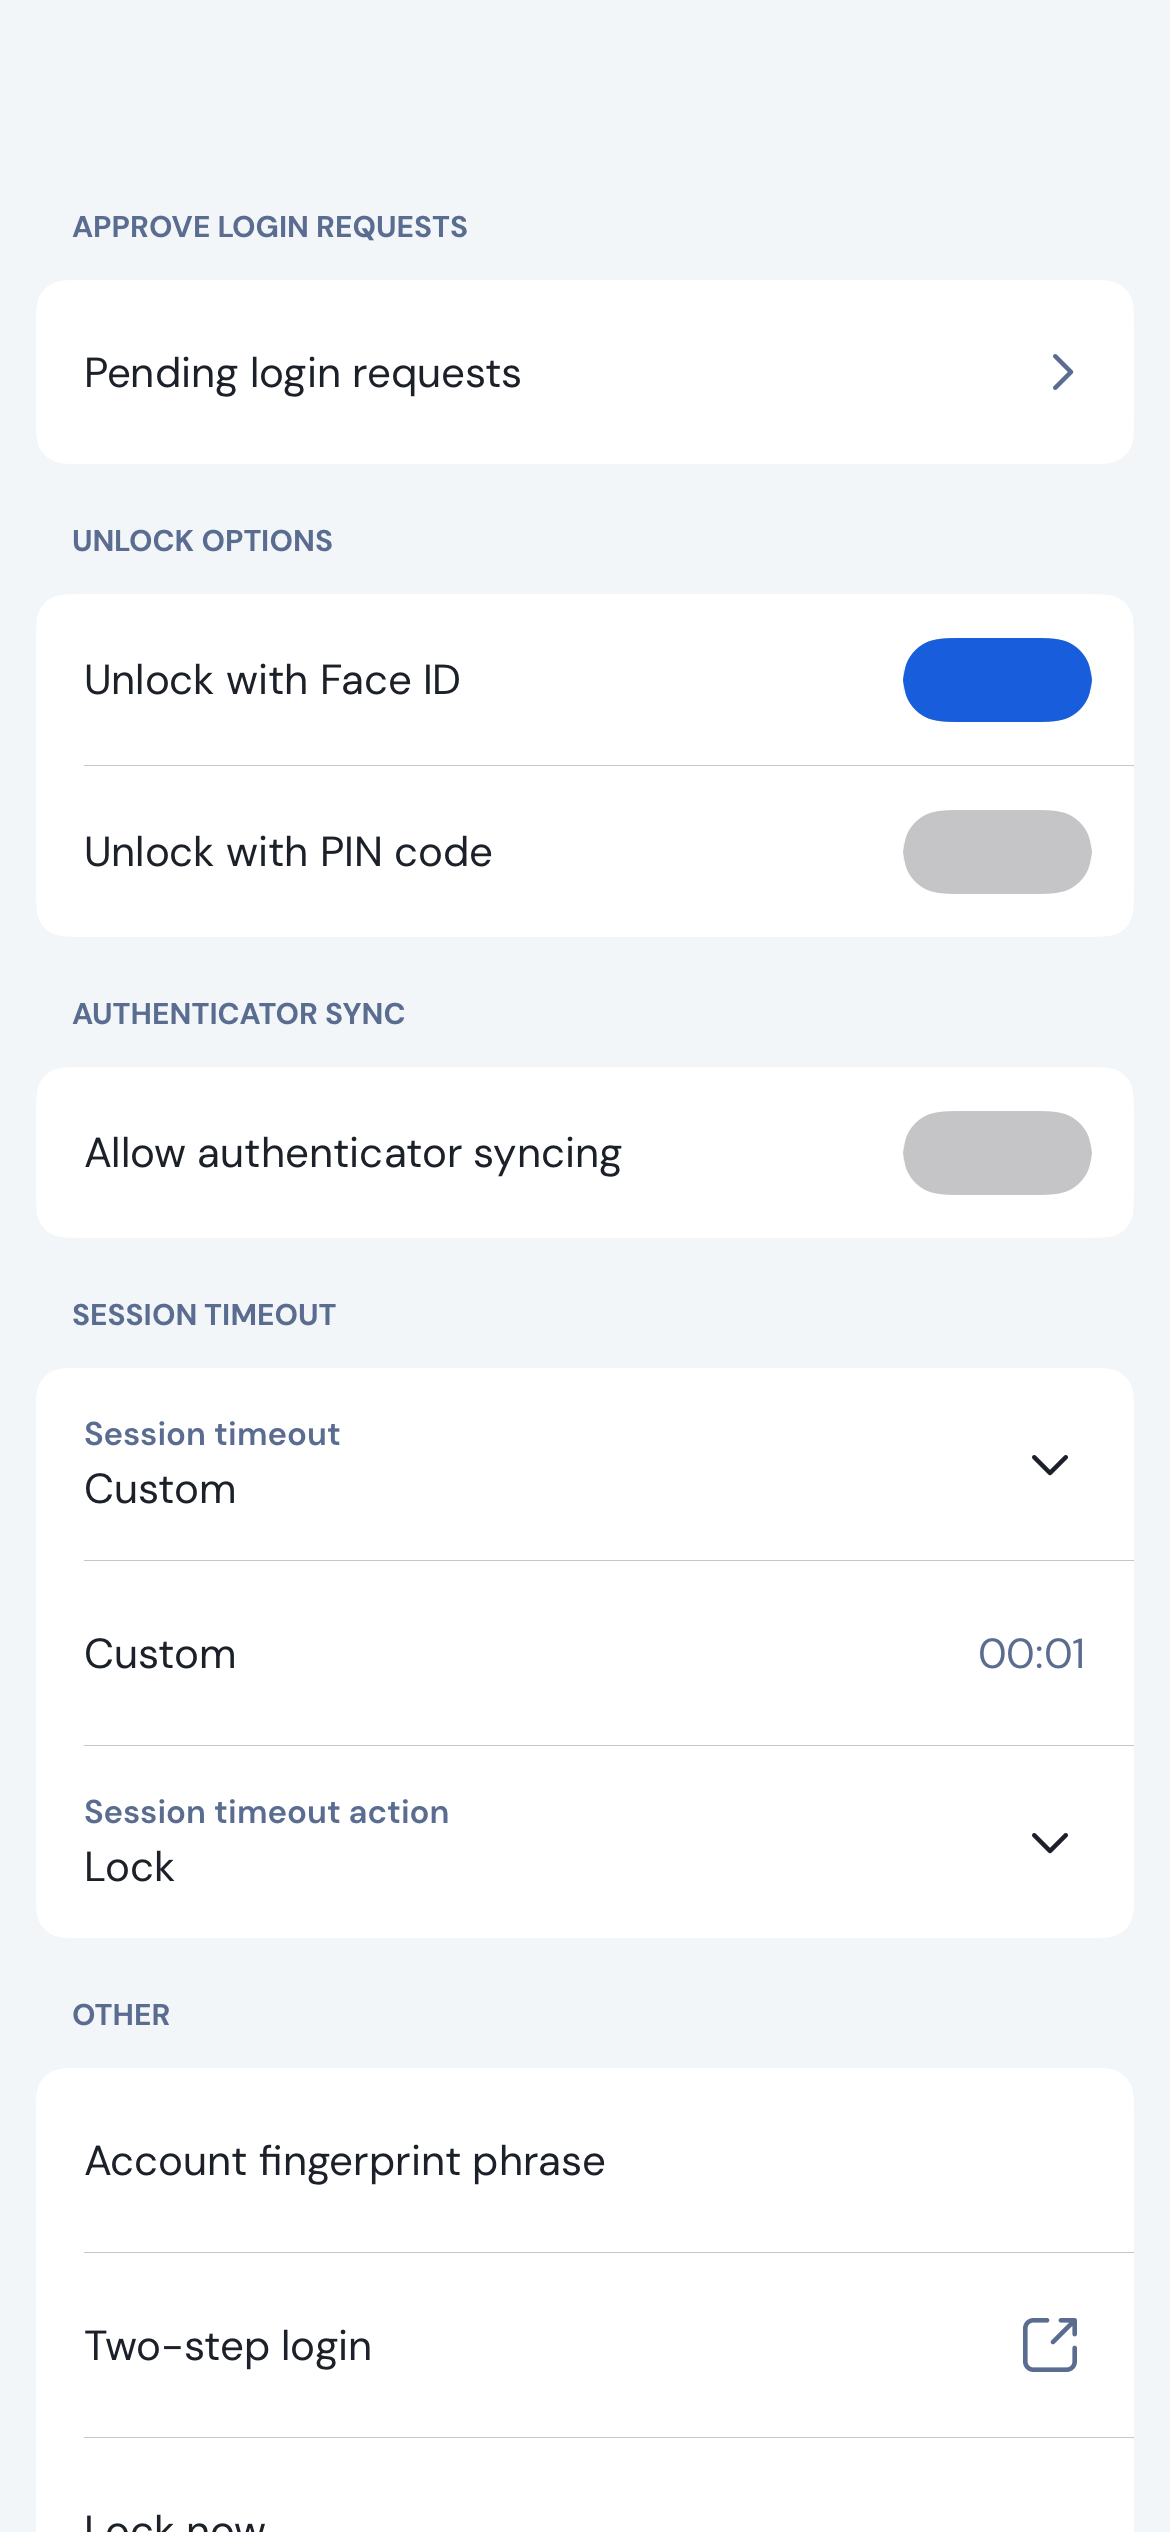 APPROVE LOGIN REQUESTS
Pending login requests
UNLOCK OPTIONS
Unlock with Face ID
Unlock with PIN code
AUTHENTICATOR SYNC
Allow authenticator syncing
SESSION TIMEOUT
Session timeout
Custom
Custom 00:01
Session timeout action
Lock
OTHER
Account fingerprint phrase
Two-step login
Lock now